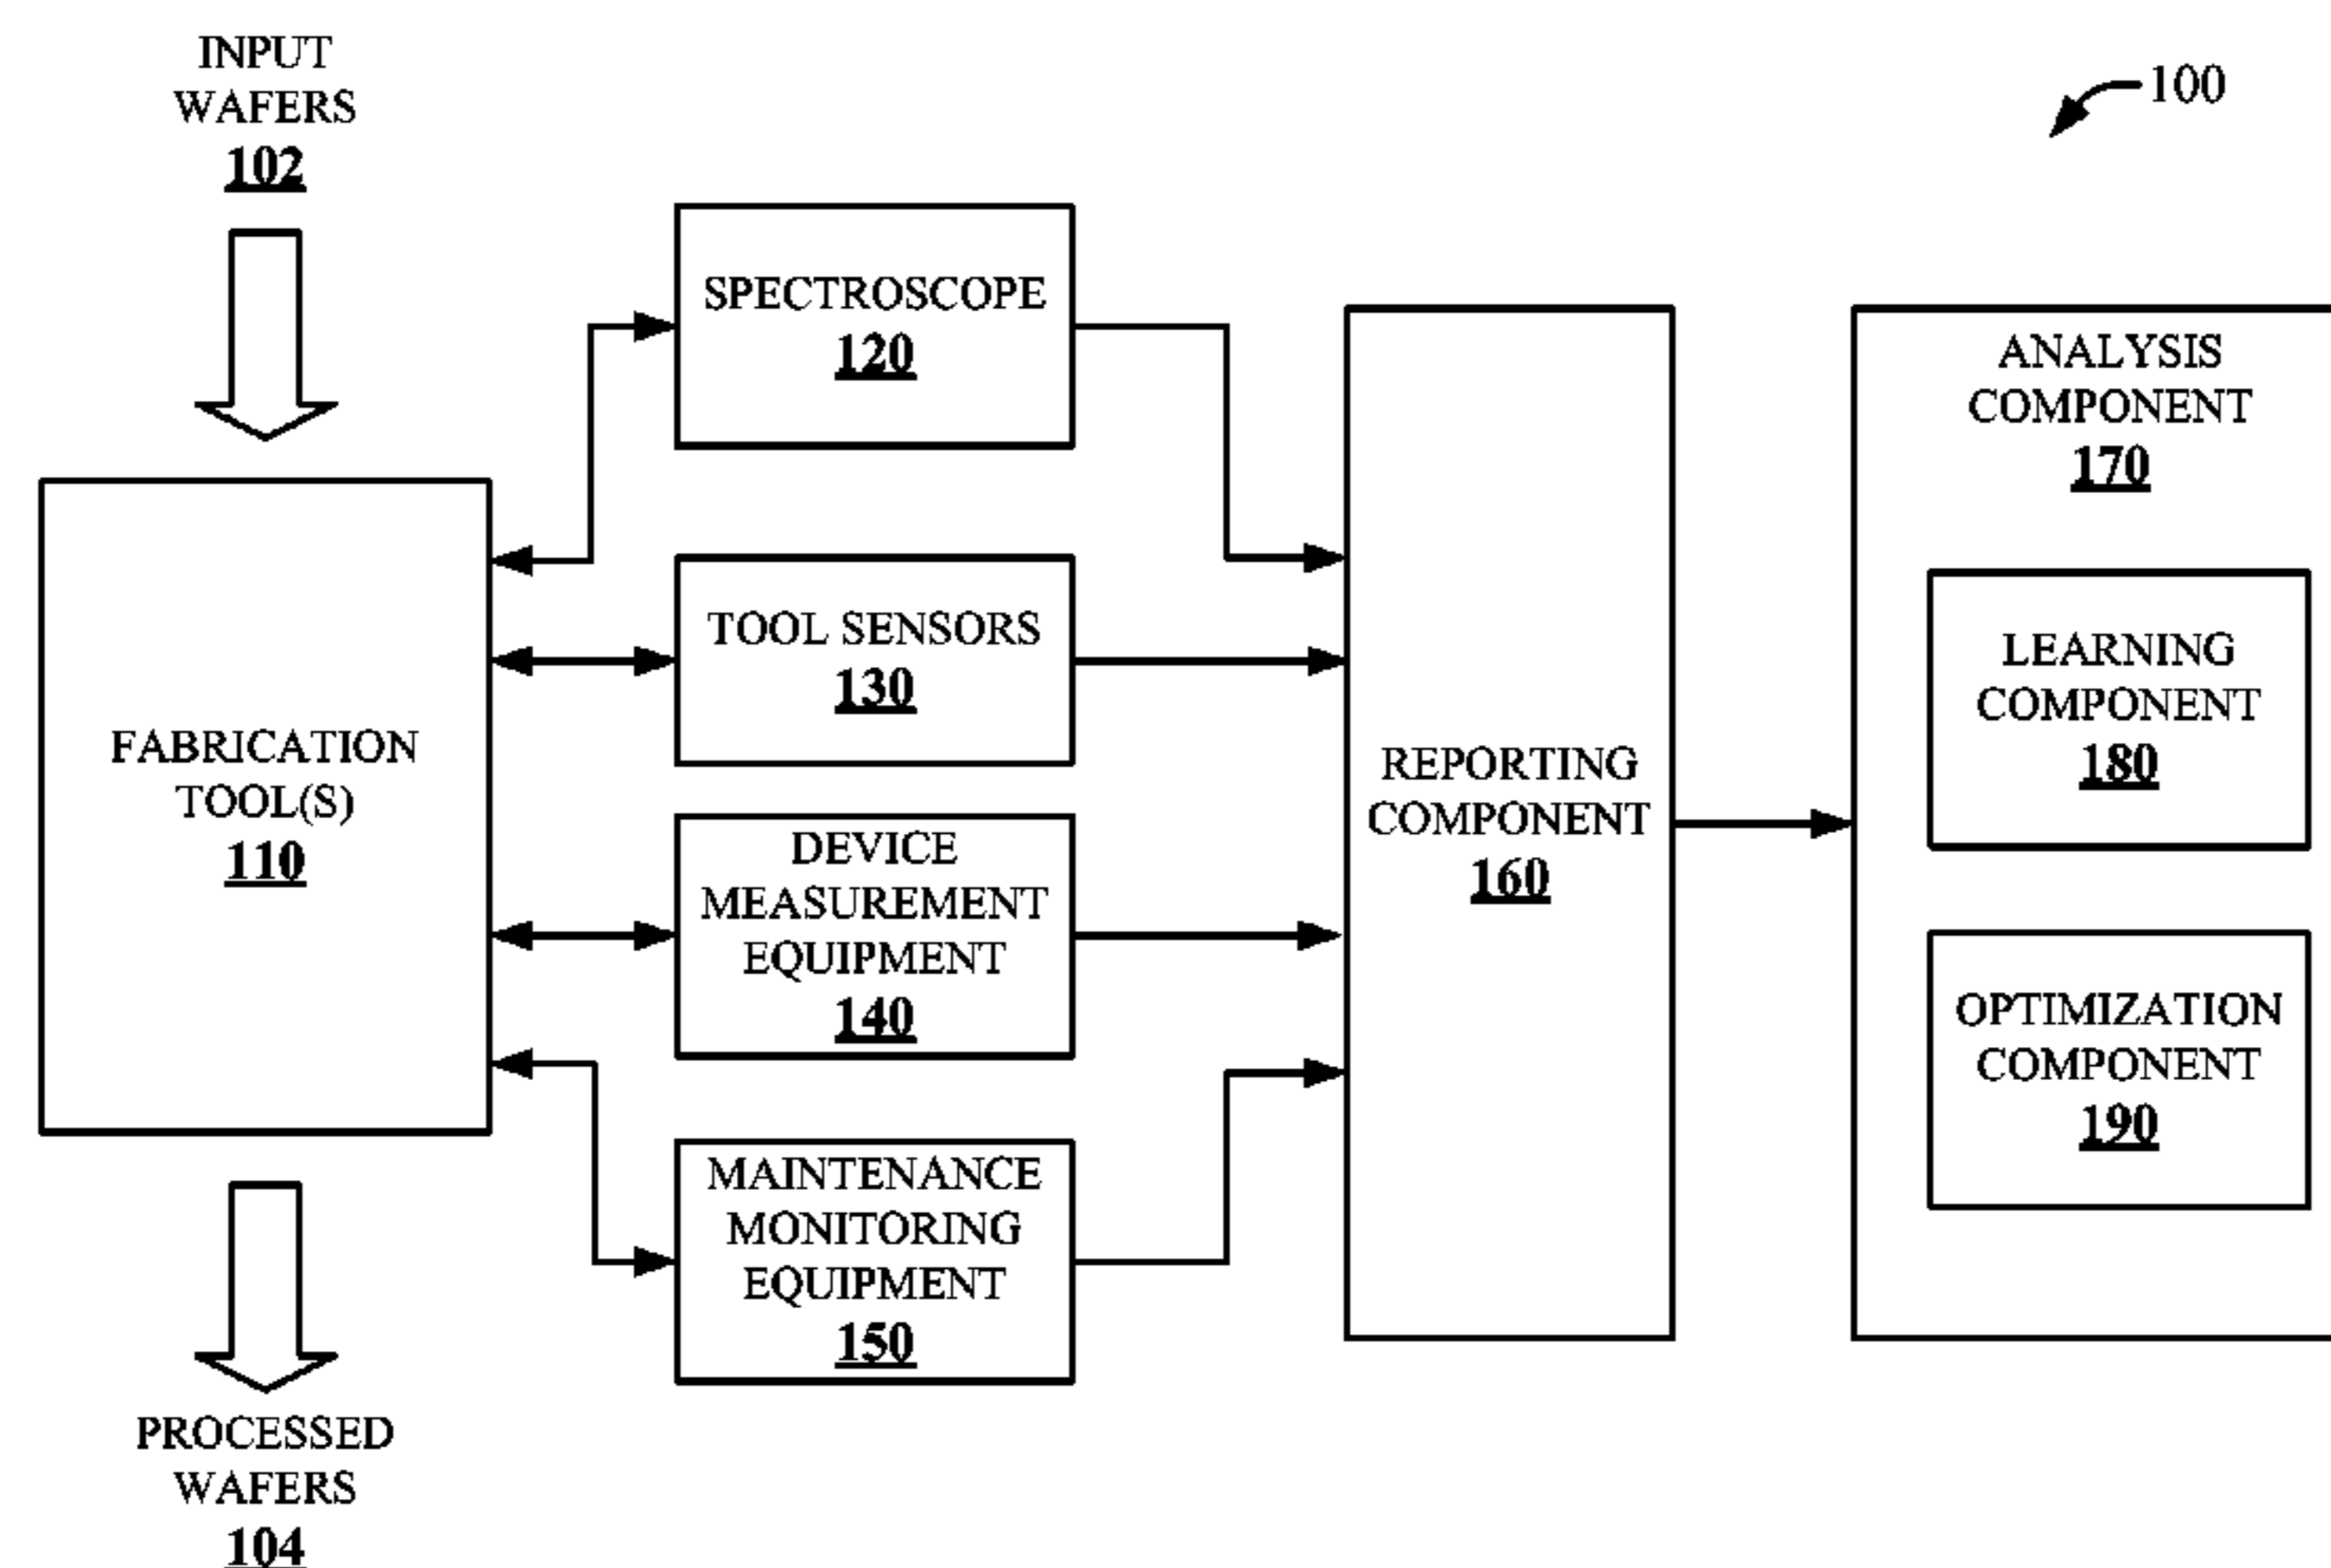 INPUT
WAFERS
102
100
SPECTROSCOPE
120
TOOL SENSORS
130
FABRICATION
TOOL(S)
110
DEVICE
MEASUREMENT
EQUIPMENT
140
MAINTENANCE
MONITORING
EQUIPMENT
150
REPORTING
COMPONENT
160
ANALYSIS
COMPONENT
170
LEARNING
COMPONENT
180
OPTIMIZATION
COMPONENT
190
PROCESSED
WAFERS
104